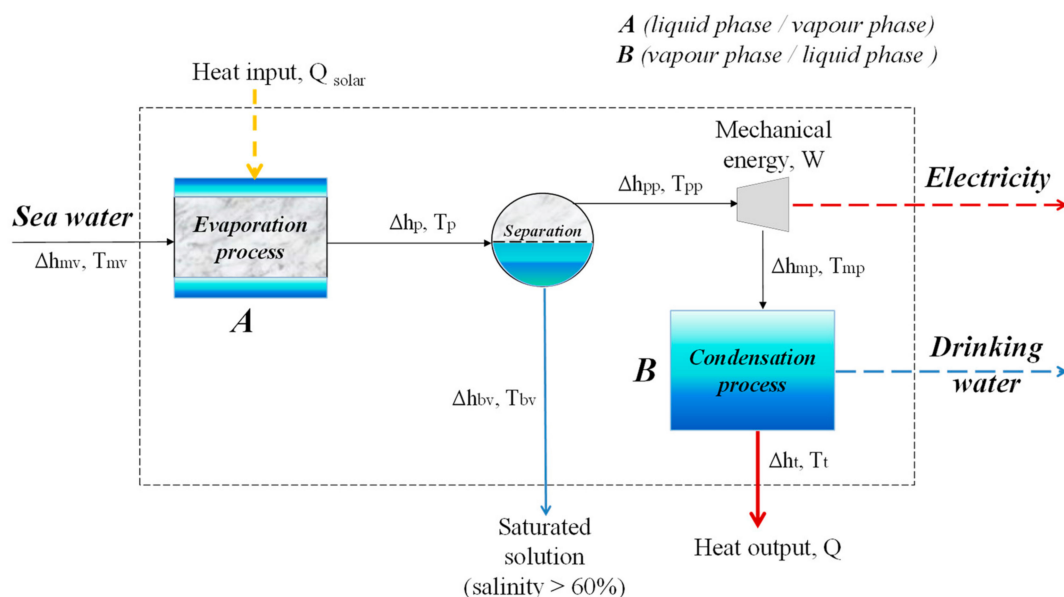 A (liquid phase / vapour phase)
B (vapour phase / liquid phase )
Heat input, Q solar
Mechanical
energy, W
Electricity
Δhpp, Tpp
Sea water
Evaporation
process
Δhp, Tp
Separation
Δhmv, Tmv
Δhmp, Tmp
A
B
Condensation
process
Drinking
water
Δhbv, Tbv
Δht, Tt
Saturated
solution
(salinity > 60%)
Heat output, Q